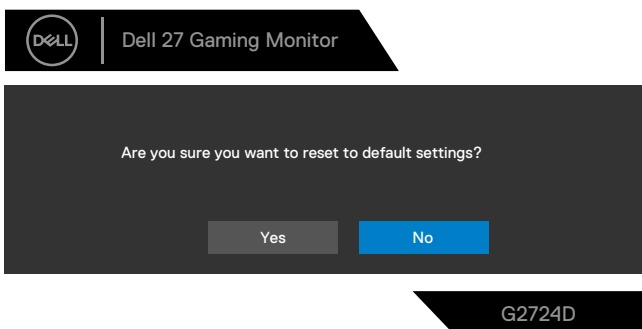 DELL
Dell 27 Gaming Monitor
Are you sure you want to reset to default settings?
Yes
No
G2724D